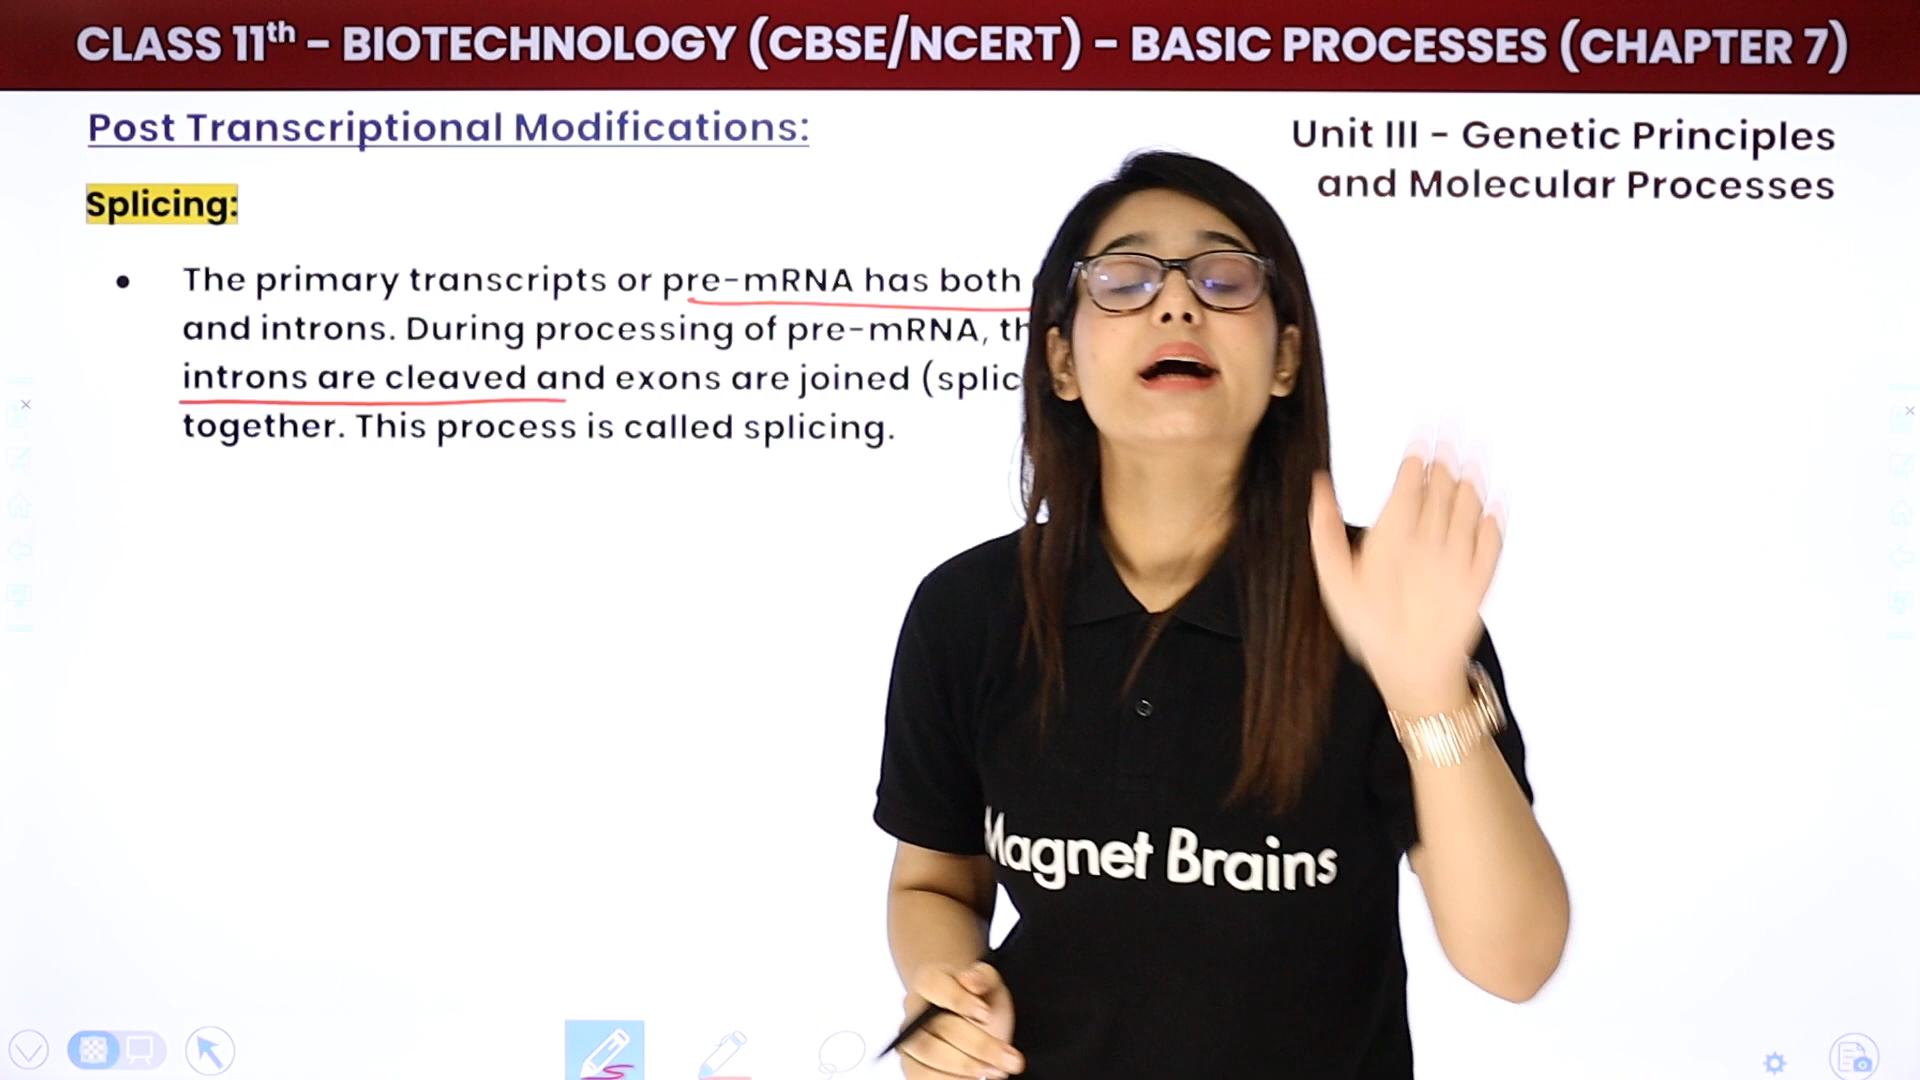 CLASS 11th - BIOTECHNOLOGY (CBSE/NCERT) - BASIC PROCESSES (CHAPTER 7)
Post Transcriptional Modifications:
Unit III - Genetic Principles
and Molecular Processes
Splicing:
• The primary transcripts or pre-mRNA has both
and introns. During processing of pre-mRNA,
introns are cleaved and exons are joined
together. This process is called splicing.
Magnet Brains